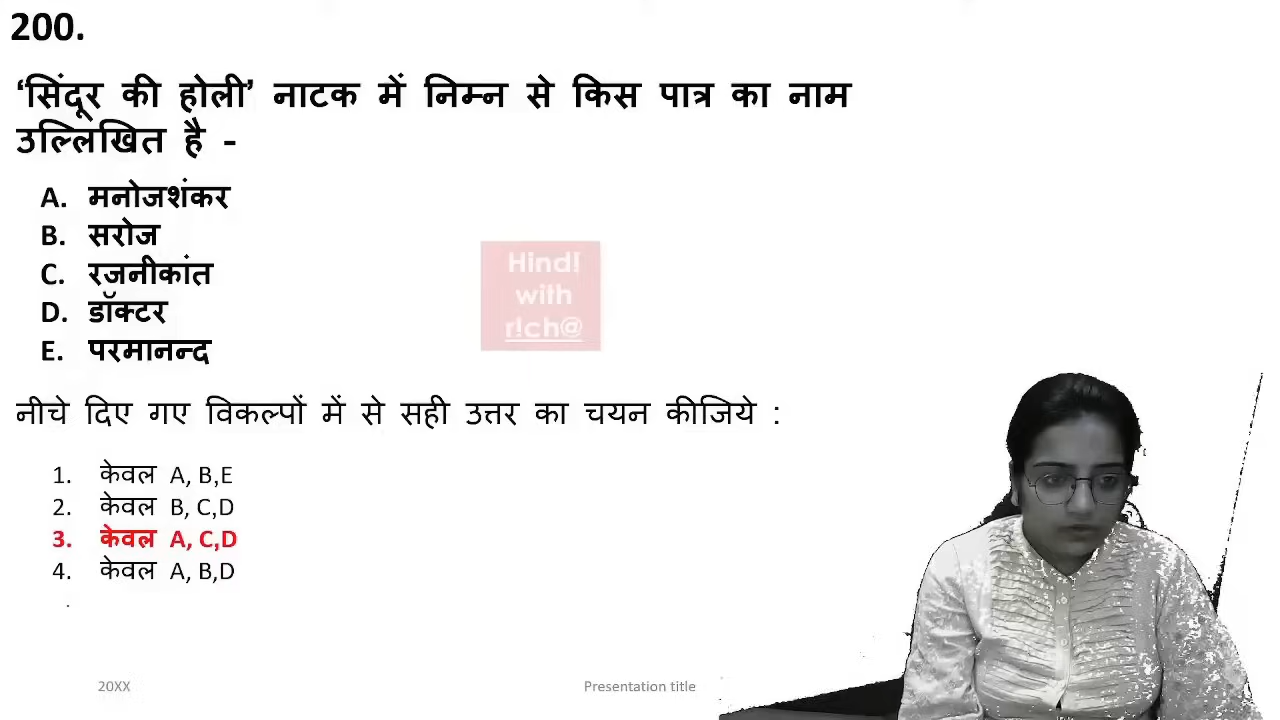 200.
‘सिंदूर की होली’ नाटक में निम्न से किस पात्र का नाम
उल्लिखित है -
A. मनोजशंकर
B. सरोज
C. रजनीकांत
D. डॉक्टर
E. परमानन्द
Hind!
with
r!ch@
नीचे दिए गए विकल्पों में से सही उत्तर का चयन कीजिये :
1. केवल A, B,E
2. केवल B, C,D
3. केवल A, C,D
4. केवल A, B,D
.
20XX
Presentation title